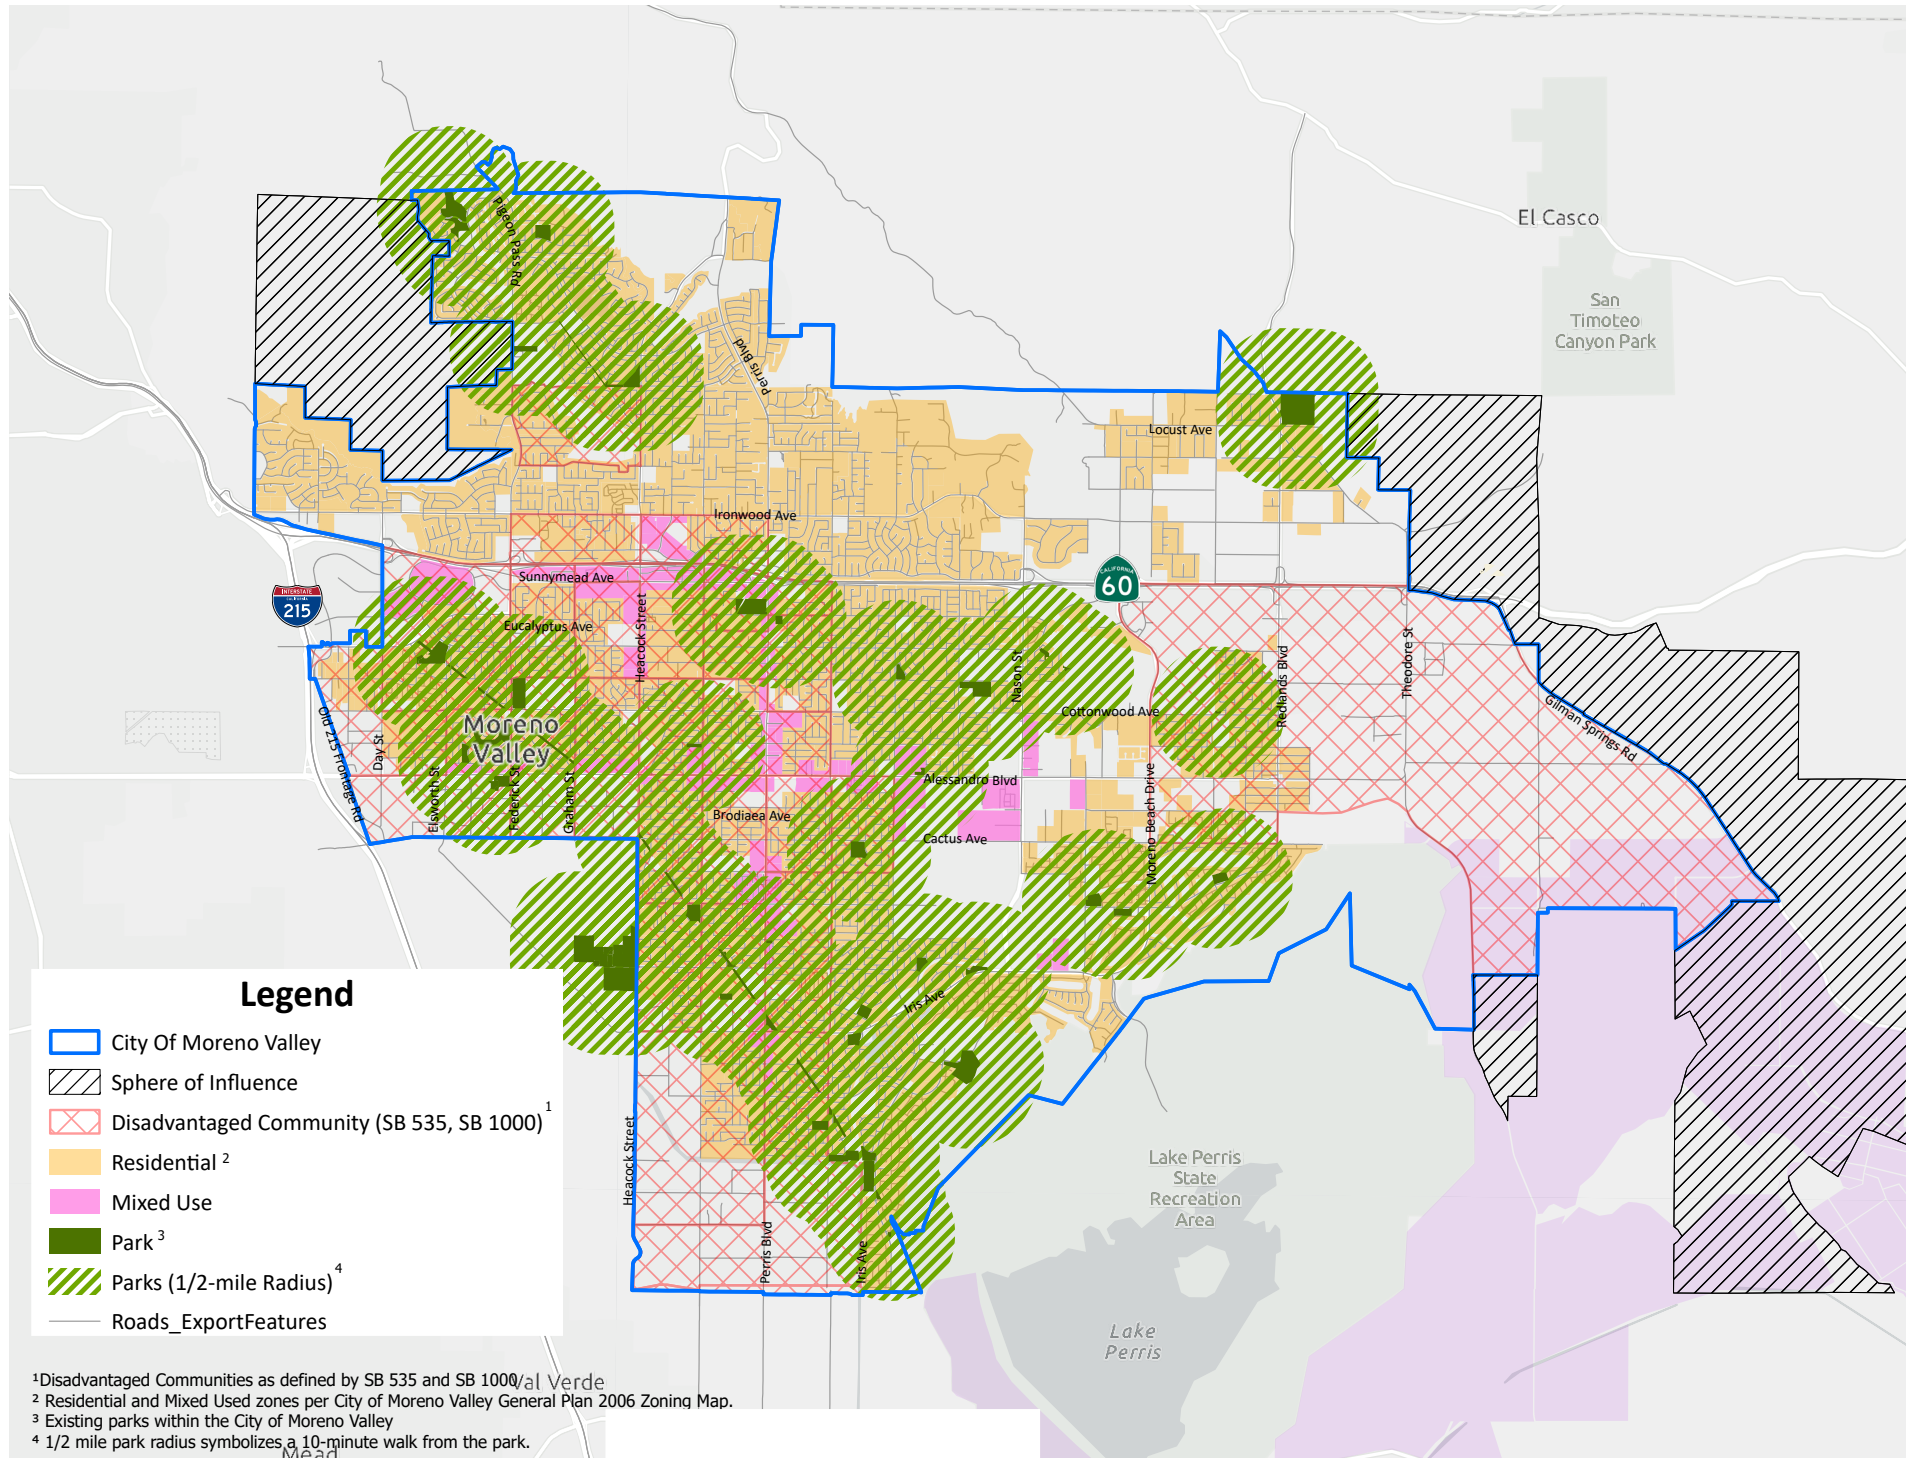 El Casco
San
Timoteo
Canyon Park
Pigeon Pass Rd
Perris Blvd
Locust Ave
Ironwood Ave
Sunnymead Ave
CALIFORNIA
60
INTERSTATE
CALIFORNIA
215
Eucalyptus Ave
Heacock Street
Nason St
Redlands Blvd
Theodore St
Cottonwood Ave
Gilman Springs Rd
Moreno
Valley
Old 215 Frontage Rd
Day St
Elsworth St
Federick St
Graham St
Alessandro Blvd
Brodiaea Ave
Cactus Ave
Moreno Beach Drive
Iris Ave
Heacock Street
Perris Blvd
Iris Ave
Lake Perris
State
Recreation
Area
Lake
Perris
Legend
City Of Moreno Valley
Sphere of Influence
Disadvantaged Community (SB 535, SB 1000) 1
Residential 2
Mixed Use
Park 3
Parks (1/2-mile Radius) 4
Roads_ExportFeatures
Val Verde
Mead
¹Disadvantaged Communities as defined by SB 535 and SB 1000
² Residential and Mixed Used zones per City of Moreno Valley General Plan 2006 Zoning Map.
³ Existing parks within the City of Moreno Valley
⁴ 1/2 mile park radius symbolizes a 10-minute walk from the park.